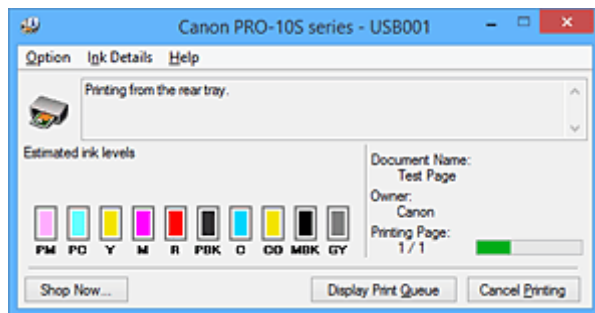 Canon PRO-10S series - USB001
Option Ink Details Help
Printing from the rear tray.
Estimated ink levels
Document Name:
Test Page
Owner:
Canon
Printing Page:
1 / 1
PM PC Y M R PBK C CO MBK GY
Shop Now... Display Print Queue Cancel Printing